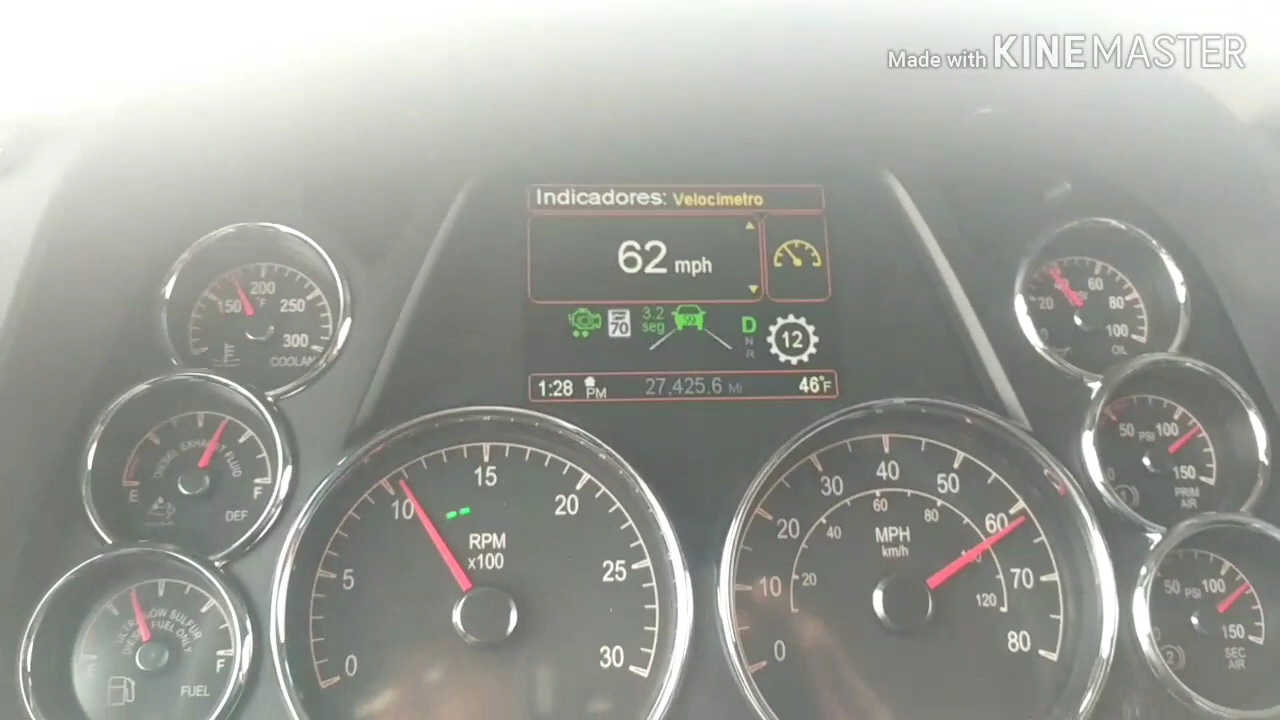 Made with KINEMASTER
Indicadores: Velocímetro
62 mph
70
3.2
seg
D
N
R
12
1:28 PM 27,425.6 Mi 46°F
150 200 250 300
°F
COOLANT
20 60 80 100
OIL
E F
DIESEL EXHAUST FLUID
DEF
0 50 100 150
PSI
1
PRIM
AIR
0 5 10 15 20 25 30
RPM
x100
0 10 20 30 40 50 60 70 80
MPH
km/h
20 40 60 80 120
ULTRA LOW SULFUR
DIESEL FUEL ONLY
F
FUEL
50 100 150
PSI
2
SEC
AIR